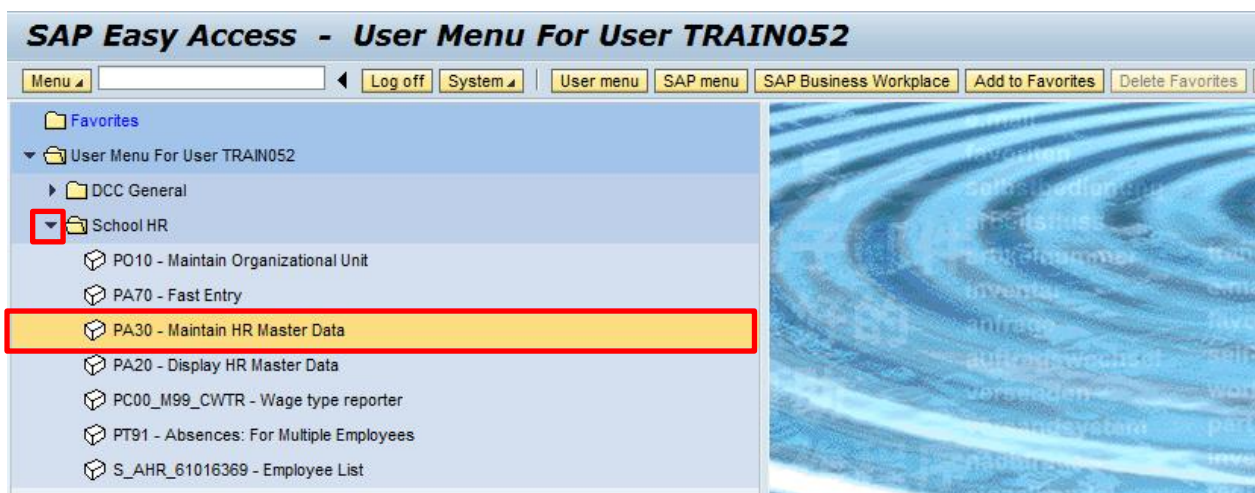 SAP Easy Access - User Menu For User TRAIN052
Menu Log off System User menu SAP menu SAP Business Workplace Add to Favorites Delete Favorites
Favorites
User Menu For User TRAIN052
DCC General
School HR
PO10 - Maintain Organizational Unit
PA70 - Fast Entry
PA30 - Maintain HR Master Data
PA20 - Display HR Master Data
PC00_M99_CWTR - Wage type reporter
PT91 - Absences: For Multiple Employees
S_AHR_61016369 - Employee List